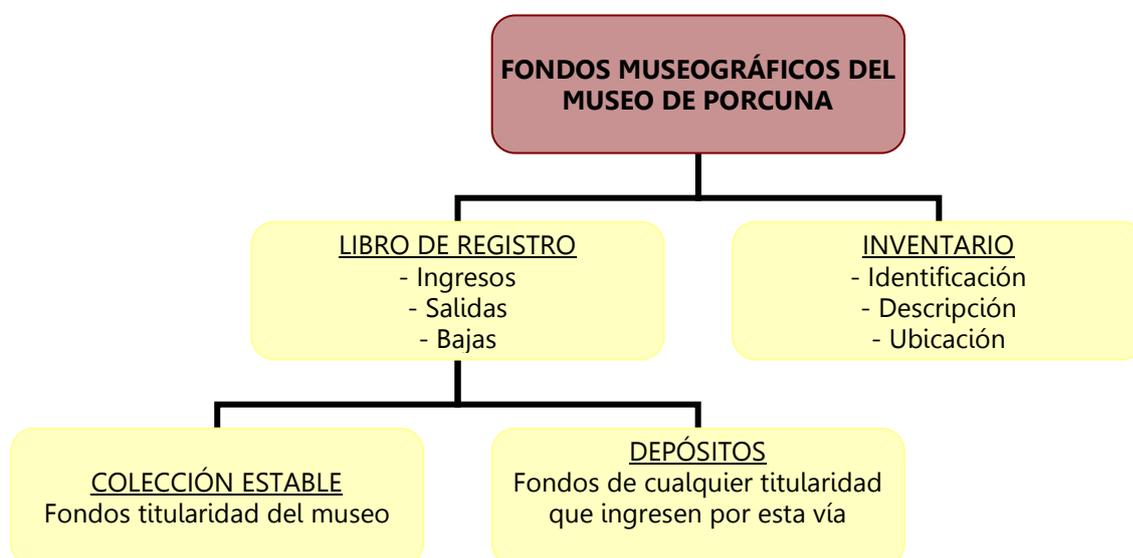 FONDOS MUSEOGRÁFICOS DEL
MUSEO DE PORCUNA
LIBRO DE REGISTRO
- Ingresos
- Salidas
- Bajas
INVENTARIO
- Identificación
- Descripción
- Ubicación
COLECCIÓN ESTABLE
Fondos titularidad del museo
DEPÓSITOS
Fondos de cualquier titularidad
que ingresen por esta vía